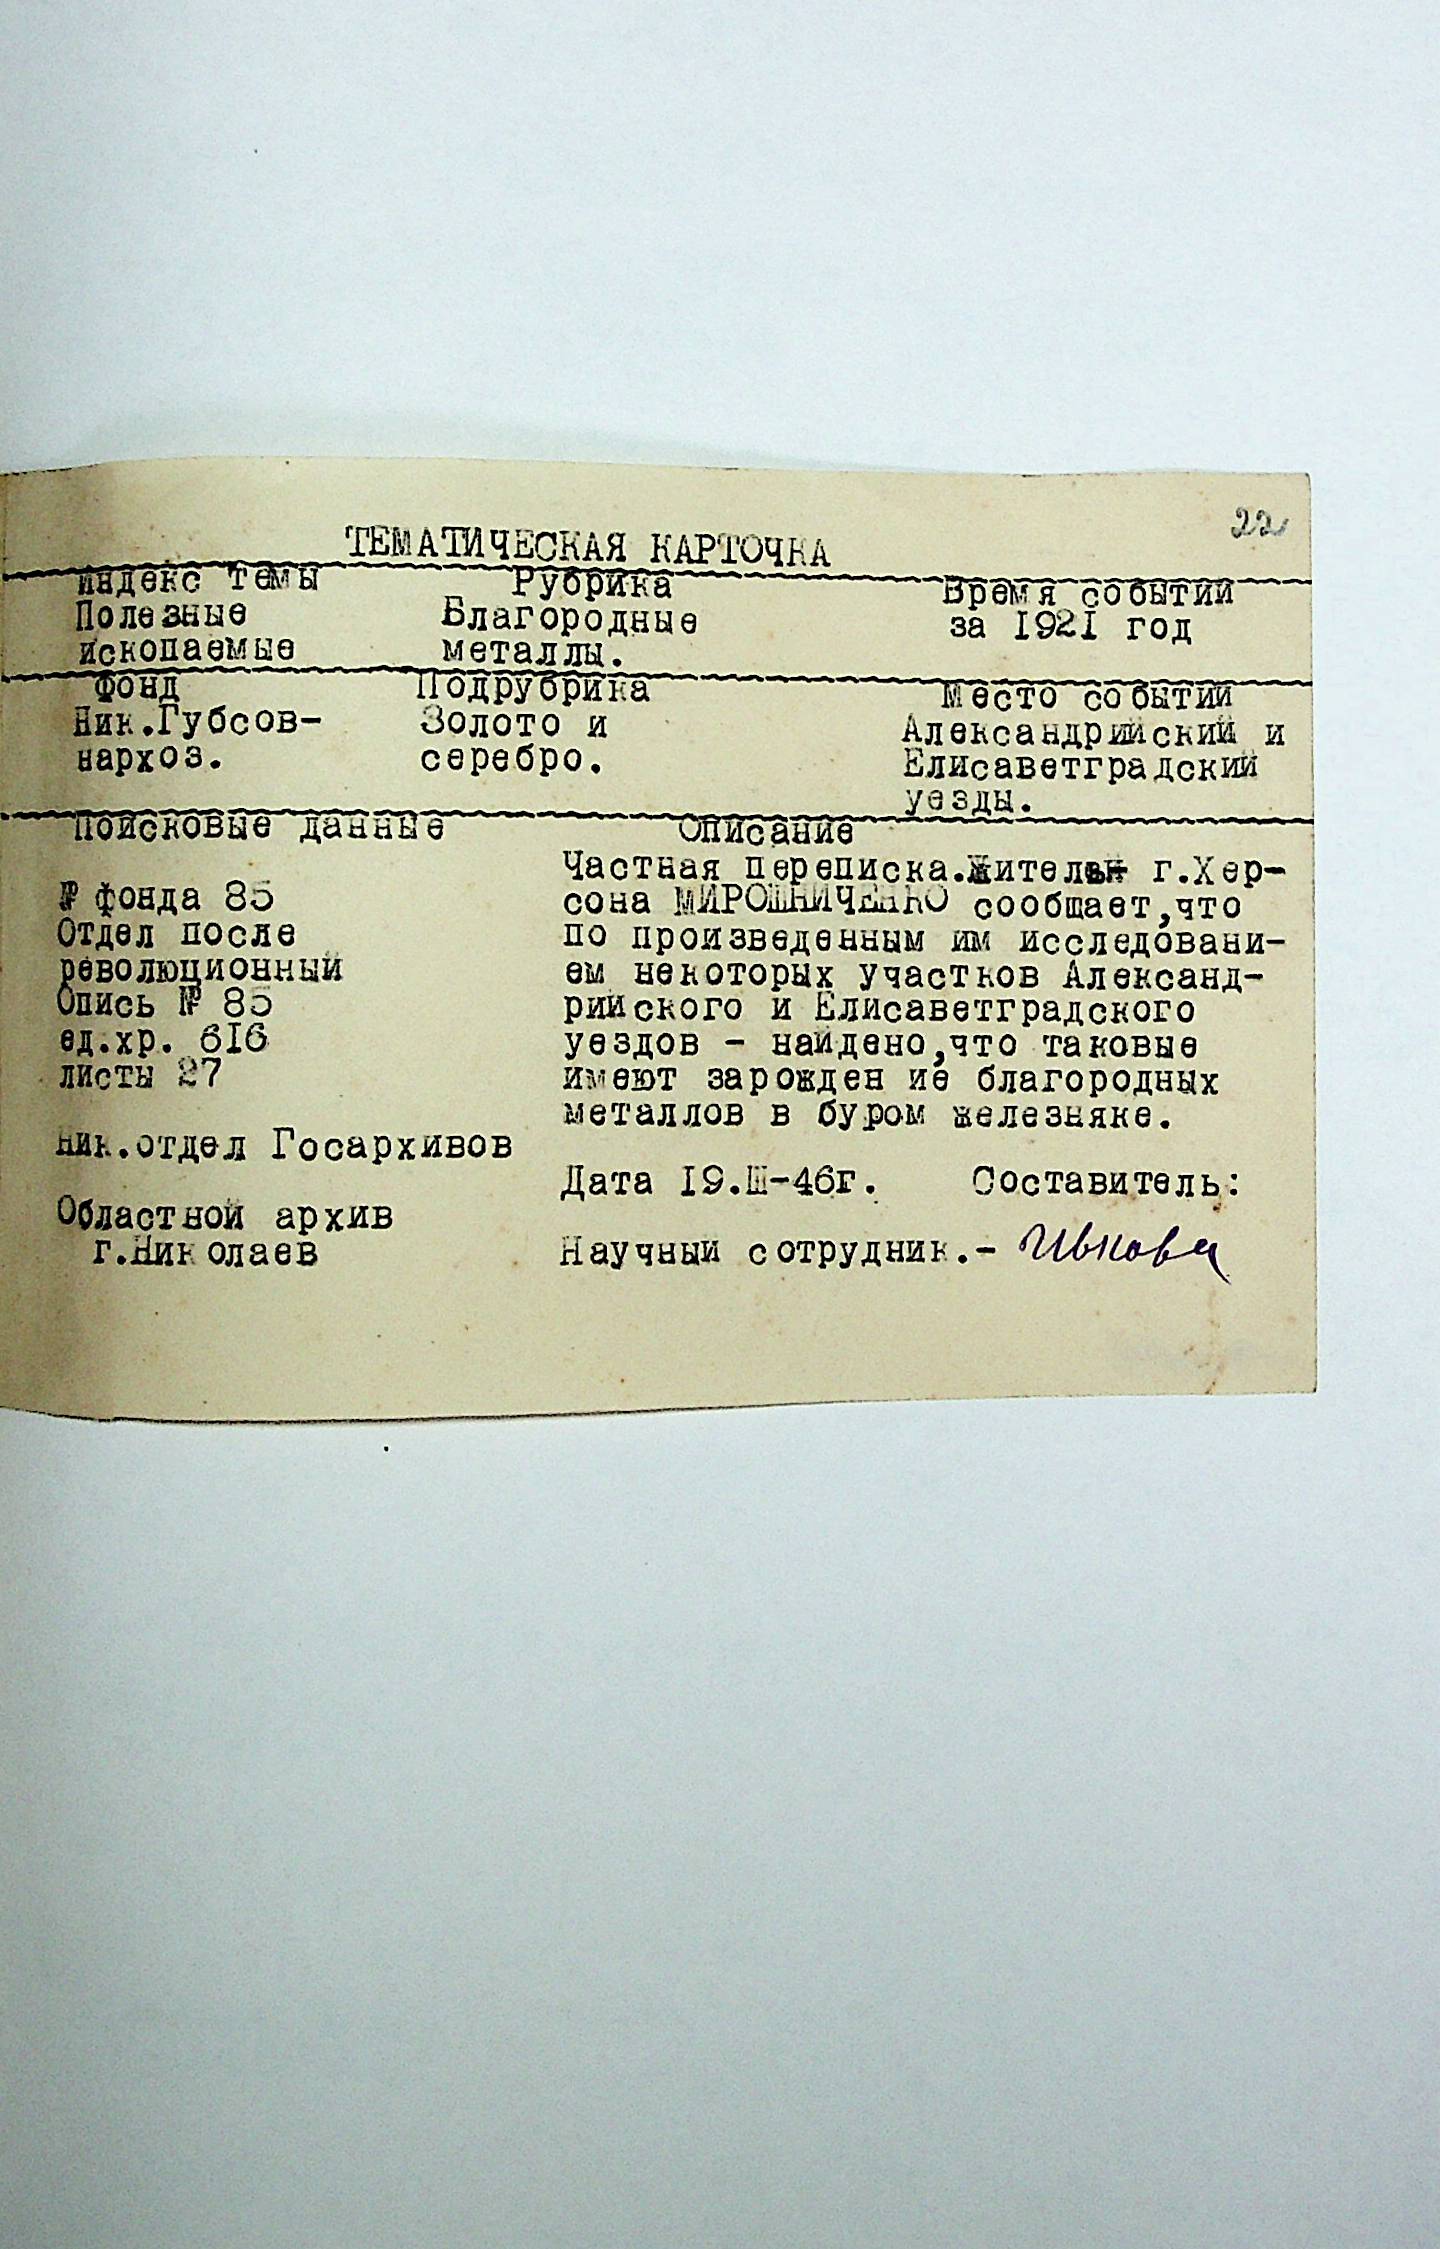 22
ТЕМАТИЧЕСКАЯ КАРТОЧКА
Индекс темы
Полезные
ископаемые
Рубрика
Благородные
металлы.
Время событий
за 1921 год
Фонд
Ник.Губсов-
нархоз.
Подрубрика
Золото и
серебро.
Место событий
Александрийский и
Елисаветградский
уезды.
Поисковые данные
№ фонда 85
Отдел после
революционный
Опись № 85
ед.хр. 616
листы 27
Ник.отдел Госархивов
Областной архив
г.Николаев
Описание
Частная переписка.Житель г.Хер-
сона МИРОШНИЧЕНКО сообщает,что
по произведенным им исследовани-
ем некоторых участков Александ-
рийского и Елисаветградского
уездов - найдено,что таковые
имеют зарожден ие благородных
металлов в буром железняке.
Дата 19.Ш-46г. Составитель:
Научный сотрудник.- Ивкова